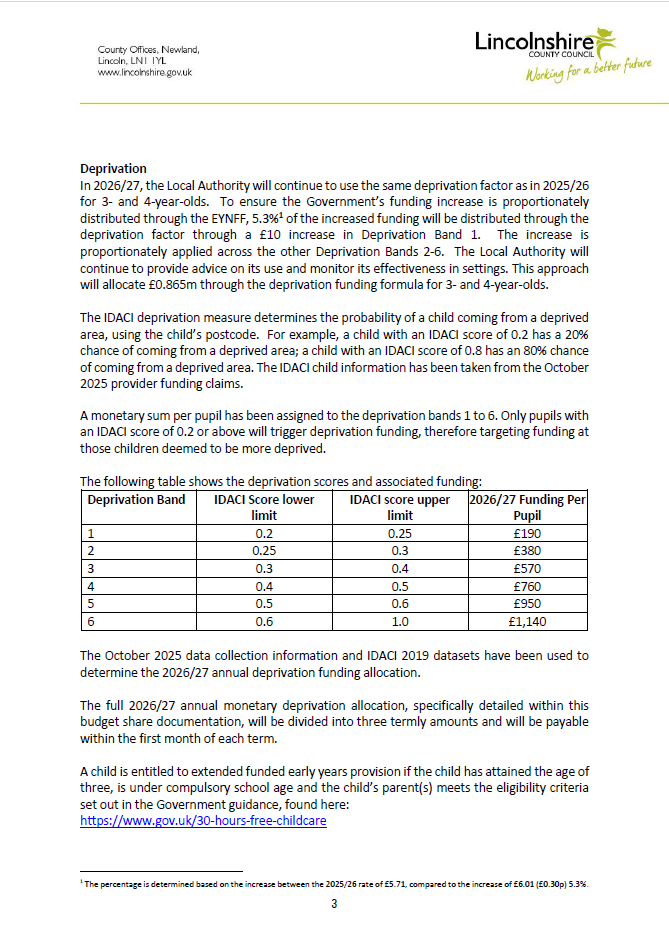 County Offices, Newland,
Lincoln, LN1 1YL
www.lincolnshire.gov.uk
Lincolnshire
COUNTY COUNCIL
Working for a better future
Deprivation
In 2026/27, the Local Authority will continue to use the same deprivation factor as in 2025/26
for 3- and 4-year-olds. To ensure the Government's funding increase is proportionately
distributed through the EYNFF, 5.3%¹ of the increased funding will be distributed through the
deprivation factor through a £10 increase in Deprivation Band 1. The increase is
proportionately applied across the other Deprivation Bands 2-6. The Local Authority will
continue to provide advice on its use and monitor its effectiveness in settings. This approach
will allocate £0.865m through the deprivation funding formula for 3- and 4-year-olds.
The IDACI deprivation measure determines the probability of a child coming from a deprived
area, using the child's postcode. For example, a child with an IDACI score of 0.2 has a 20%
chance of coming from a deprived area; a child with an IDACI score of 0.8 has an 80% chance
of coming from a deprived area. The IDACI child information has been taken from the October
2025 provider funding claims.
A monetary sum per pupil has been assigned to the deprivation bands 1 to 6. Only pupils with
an IDACI score of 0.2 or above will trigger deprivation funding, therefore targeting funding at
those children deemed to be more deprived.
The following table shows the deprivation scores and associated funding:
Deprivation Band IDACI Score lower limit IDACI score upper limit 2026/27 Funding Per Pupil
1 0.2 0.25 £190
2 0.25 0.3 £380
3 0.3 0.4 £570
4 0.4 0.5 £760
5 0.5 0.6 £950
6 0.6 1.0 £1,140
The October 2025 data collection information and IDACI 2019 datasets have been used to
determine the 2026/27 annual deprivation funding allocation.
The full 2026/27 annual monetary deprivation allocation, specifically detailed within this
budget share documentation, will be divided into three termly amounts and will be payable
within the first month of each term.
A child is entitled to extended funded early years provision if the child has attained the age of
three, is under compulsory school age and the child's parent(s) meets the eligibility criteria
set out in the Government guidance, found here:
https://www.gov.uk/30-hours-free-childcare
¹ The percentage is determined based on the increase between the 2025/26 rate of £5.71, compared to the increase of £6.01 (£0.30p) 5.3%.
3